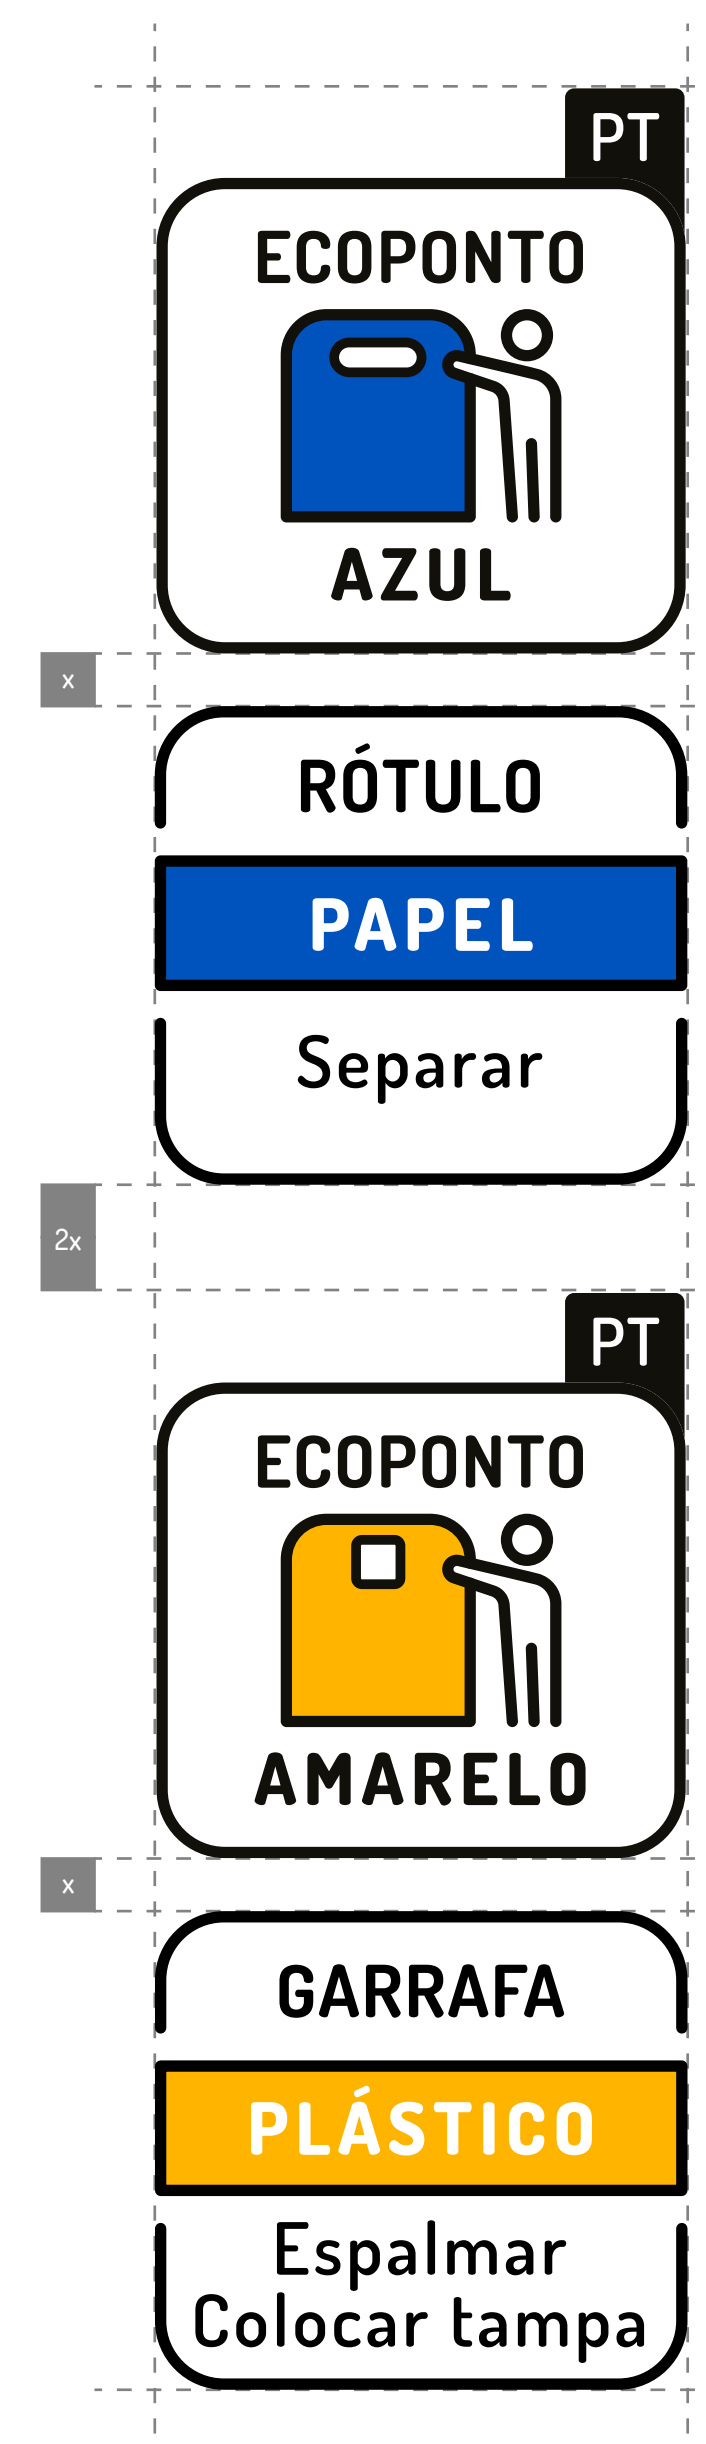 PT
ECOPONTO
AZUL
x
RÓTULO
PAPEL
Separar
2x
PT
ECOPONTO
AMARELO
x
GARRAFA
PLÁSTICO
Espalmar
Colocar tampa